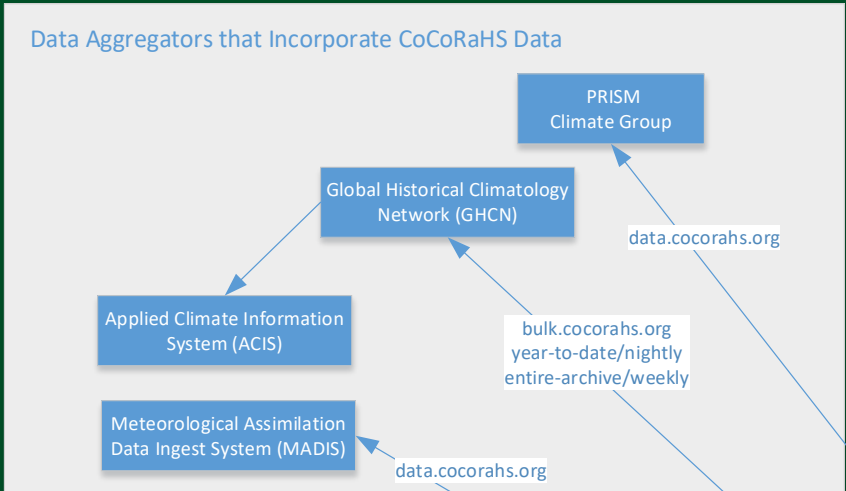 Data Aggregators that Incorporate CoCoRaHS Data
PRISM
Climate Group
Global Historical Climatology
Network (GHCN)
data.cocorahs.org
Applied Climate Information
System (ACIS)
bulk.cocorahs.org
year-to-date/nightly
entire-archive/weekly
Meteorological Assimilation
Data Ingest System (MADIS)
data.cocorahs.org